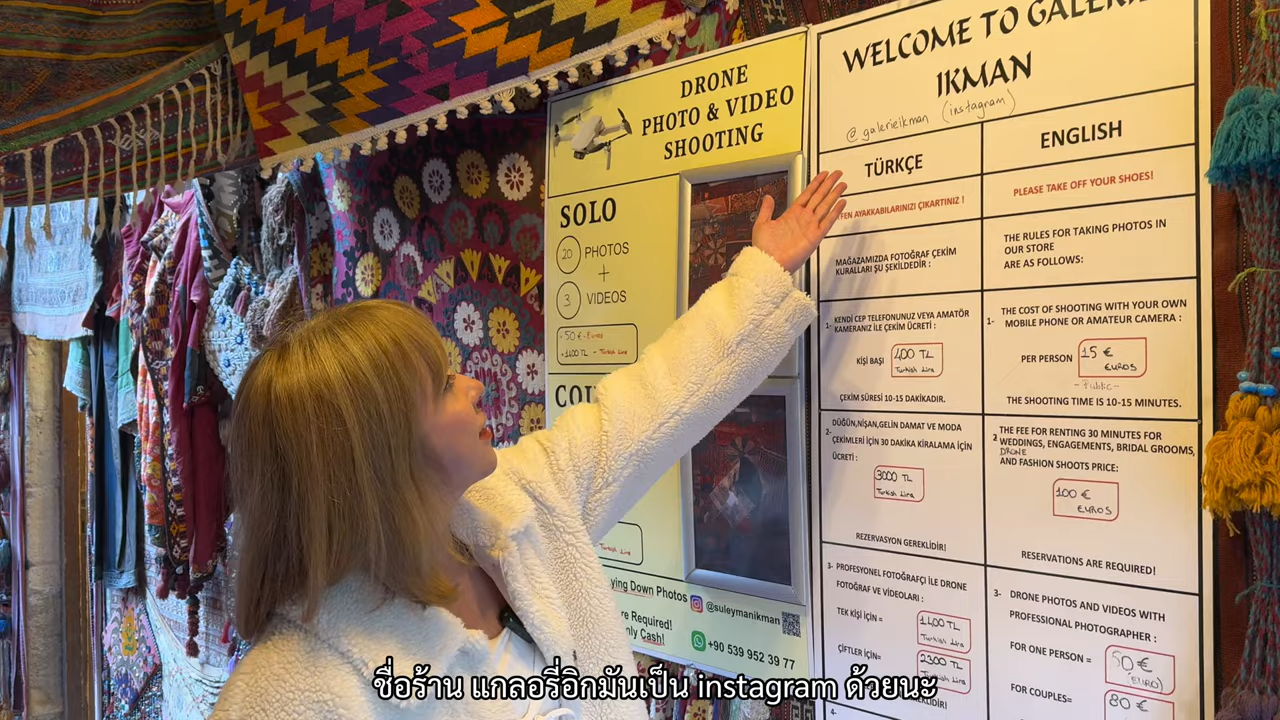 DRONE
PHOTO & VIDEO
SHOOTING
SOLO
20 PHOTOS
+
3 VIDEOS
50 € - Euros
1400 TL - Turkish Lira
Turkish Lira
ying Down Photos @suleymanikman
re Required!
nly Cash!
+90 539 952 39 77
WELCOME TO GALERI
IKMAN
@galerieikman (instagram)
TÜRKÇE
FEN AYAKKABILARINIZI ÇIKARTINIZ !
MAĞAZAMIZDA FOTOĞRAF ÇEKİM
KURALLARI ŞU ŞEKİLDEDİR :
1- KENDİ CEP TELEFONUNUZ VEYA AMATÖR
KAMERANIZ İLE ÇEKİM ÜCRETİ :
KİŞİ BAŞI 400 TL
Turkish Lira
ÇEKİM SÜRESİ 10-15 DAKİKADIR.
2- DÜĞÜN,NİŞAN,GELİN DAMAT VE MODA
ÇEKİMLERİ İÇİN 30 DAKİKA KİRALAMA İÇİN
ÜCRETİ :
3000 TL
Turkish Lira
REZERVASYON GEREKLİDİR!
3- PROFESYONEL FOTOĞRAFÇI İLE DRONE
FOTOĞRAF VE VİDEOLARI :
TEK KİŞİ İÇİN = 1400 TL
Turkish Lira
ÇİFTLER İÇİN= 2300 TL
Turkish Lira
4-
ENGLISH
PLEASE TAKE OFF YOUR SHOES!
THE RULES FOR TAKING PHOTOS IN
OUR STORE
ARE AS FOLLOWS:
1- THE COST OF SHOOTING WITH YOUR OWN
MOBILE PHONE OR AMATEUR CAMERA :
PER PERSON 15 €
EUROS
- Public -
THE SHOOTING TIME IS 10-15 MINUTES.
2 THE FEE FOR RENTING 30 MINUTES FOR
WEDDINGS, ENGAGEMENTS, BRIDAL GROOMS,
DRONE
AND FASHION SHOOTS PRICE:
100 €
EUROS
RESERVATIONS ARE REQUIRED!
3- DRONE PHOTOS AND VIDEOS WITH
PROFESSIONAL PHOTOGRAPHER :
FOR ONE PERSON = 50 €
(EURO)
FOR COUPLES= 80 €
ชื่อร้าน แกลอรี่อิกมันเป็น instagram ด้วยนะ